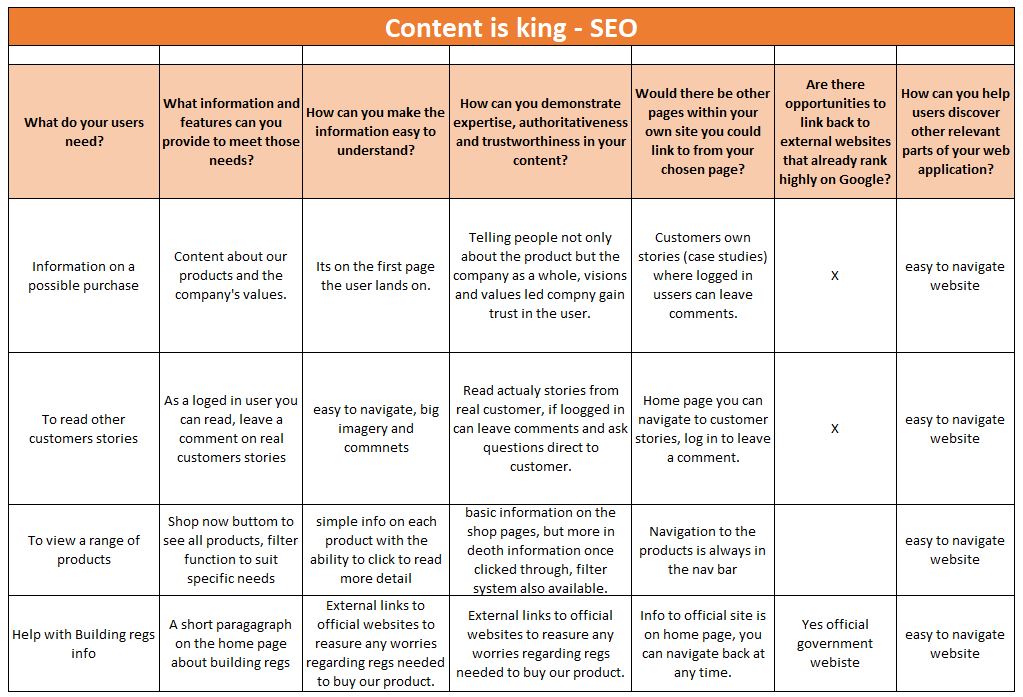 Content is king - SEO
What do your users
need?
What information and
features can you
provide to meet those
needs?
How can you make the
information easy to
understand?
How can you demonstrate
expertise, authoritativeness
and trustworthiness in your
content?
Would there be other
pages within your
own site you could
link to from your
chosen page?
Are there
opportunities to
link back to
external websites
that already rank
highly on Google?
How can you help
users discover
other relevant
parts of your web
application?
Information on a
possible purchase
Content about our
products and the
company's values.
Its on the first page
the user lands on.
Telling people not only
about the product but the
company as a whole, visions
and values led compny gain
trust in the user.
Customers own
stories (case studies)
where logged in
ussers can leave
comments.
X
easy to navigate
website
To read other
customers stories
As a loged in user you
can read, leave a
comment on real
customers stories
easy to navigate, big
imagery and
commnets
Read actualy stories from
real customer, if loogged in
can leave comments and ask
questions direct to
customer.
Home page you can
navigate to customer
stories, log in to leave
a comment.
X
easy to navigate
website
To view a range of
products
Shop now buttom to
see all products, filter
function to suit
specific needs
simple info on each
product with the
ability to click to read
more detail
basic information on the
shop pages, but more in
deoth information once
clicked through, filter
system also available.
Navigation to the
products is always in
the nav bar
easy to navigate
website
Help with Building regs
info
A short paragagraph
on the home page
about building regs
External links to
official websites to
reasure any worries
regarding regs needed
to buy our product.
External links to official
websites to reasure any
worries regarding regs
needed to buy our product.
Info to official site is
on home page, you
can navigate back at
any time.
Yes official
government
webiste
easy to navigate
website